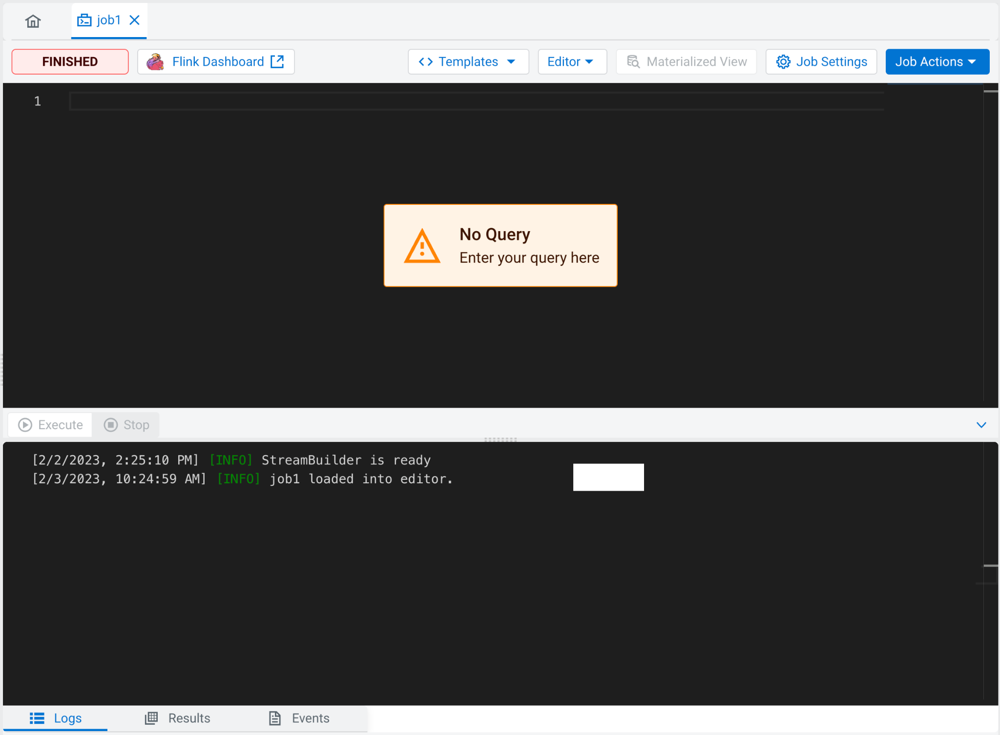 job1
FINISHED
Flink Dashboard
Templates
Editor
Materialized View
Job Settings
Job Actions
1
No Query
Enter your query here
Execute
Stop
[2/2/2023, 2:25:10 PM] [INFO] StreamBuilder is ready
[2/3/2023, 10:24:59 AM] [INFO] job1 loaded into editor.
Logs
Results
Events